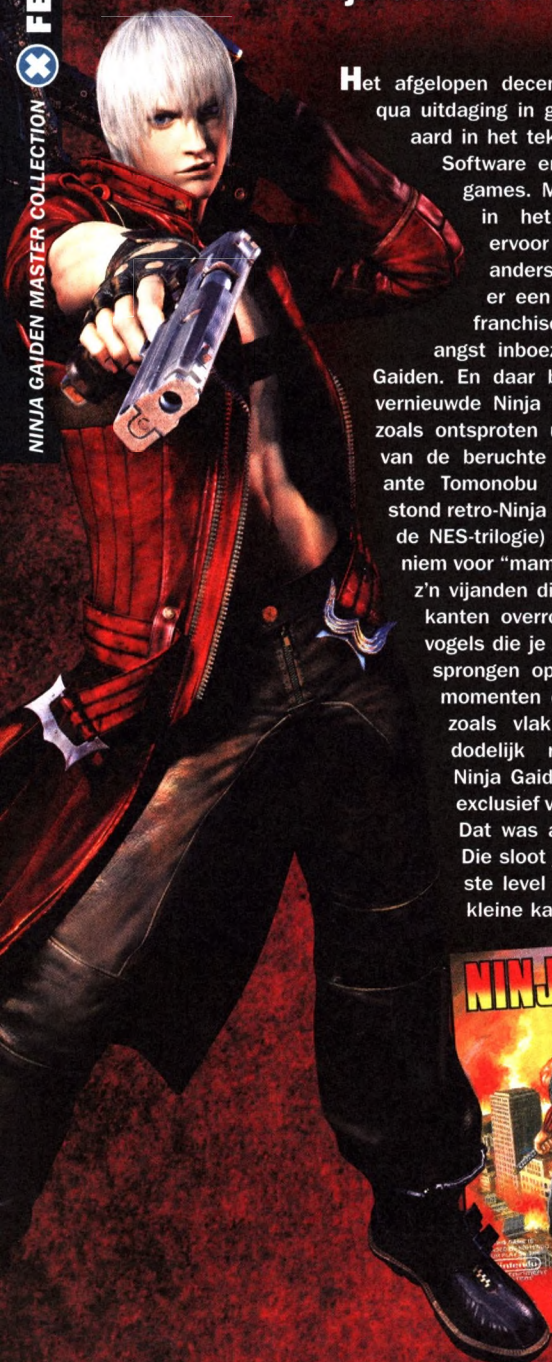 NINJA GAIDEN MASTER COLLECTION X FE
Het afgelopen decen
qua uitdaging in g
aard in het tek
Software en
games. M
in het
ervoor
anders
er een
franchise
angst inboez
Gaiden. En daar b
vernieuwde Ninja
zoals ontsproten u
van de beruchte
ante Tomonobu
stond retro-Ninja
de NES-trilogie)
niem voor “mam
z'n vijanden di
kanten overro
vogels die je
sprongen op
momenten
zoals vlak
dodelijk r
Ninja Gaid
exclusief v
Dat was a
Die sloot
ste level
kleine ka
NINJ
Nintendo